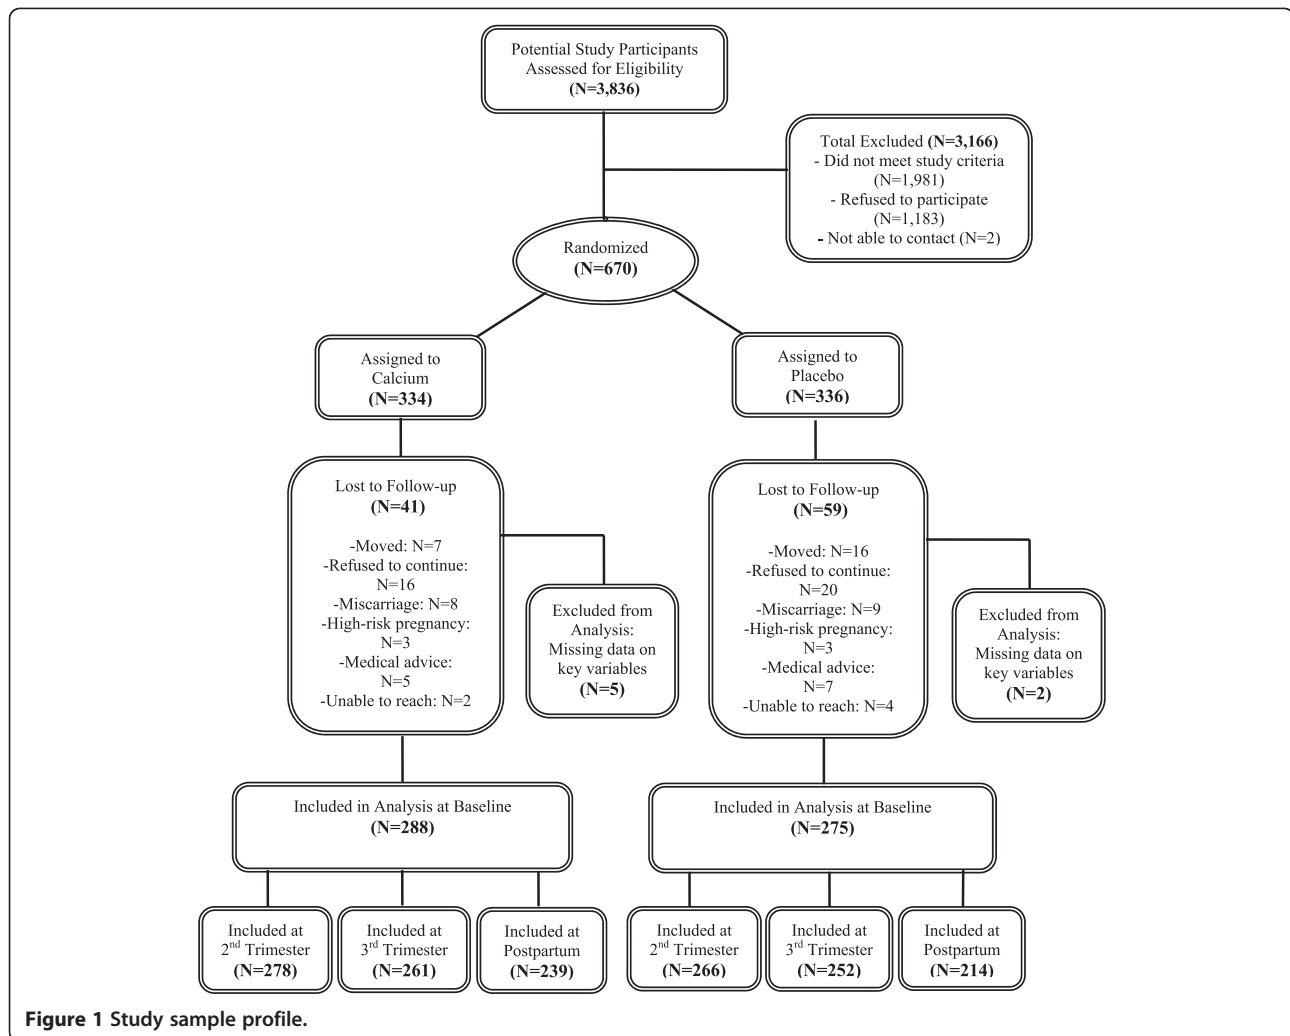 Potential Study Participants
Assessed for Eligibility
(N=3,836)
Total Excluded (N=3,166)
- Did not meet study criteria
(N=1,981)
- Refused to participate
(N=1,183)
- Not able to contact (N=2)
Randomized
(N=670)
Assigned to
Calcium
(N=334)
Assigned to
Placebo
(N=336)
Lost to Follow-up
(N=41)
-Moved: N=7
-Refused to continue:
N=16
-Miscarriage: N=8
-High-risk pregnancy:
N=3
-Medical advice:
N=5
-Unable to reach: N=2
Excluded from
Analysis:
Missing data on
key variables
(N=5)
Lost to Follow-up
(N=59)
-Moved: N=16
-Refused to continue:
N=20
-Miscarriage: N=9
-High-risk pregnancy:
N=3
-Medical advice:
N=7
-Unable to reach: N=4
Excluded from
Analysis:
Missing data on
key variables
(N=2)
Included in Analysis at Baseline
(N=288)
Included in Analysis at Baseline
(N=275)
Included at
2nd Trimester
(N=278)
Included at
3rd Trimester
(N=261)
Included at
Postpartum
(N=239)
Included at
2nd Trimester
(N=266)
Included at
3rd Trimester
(N=252)
Included at
Postpartum
(N=214)
Figure 1 Study sample profile.